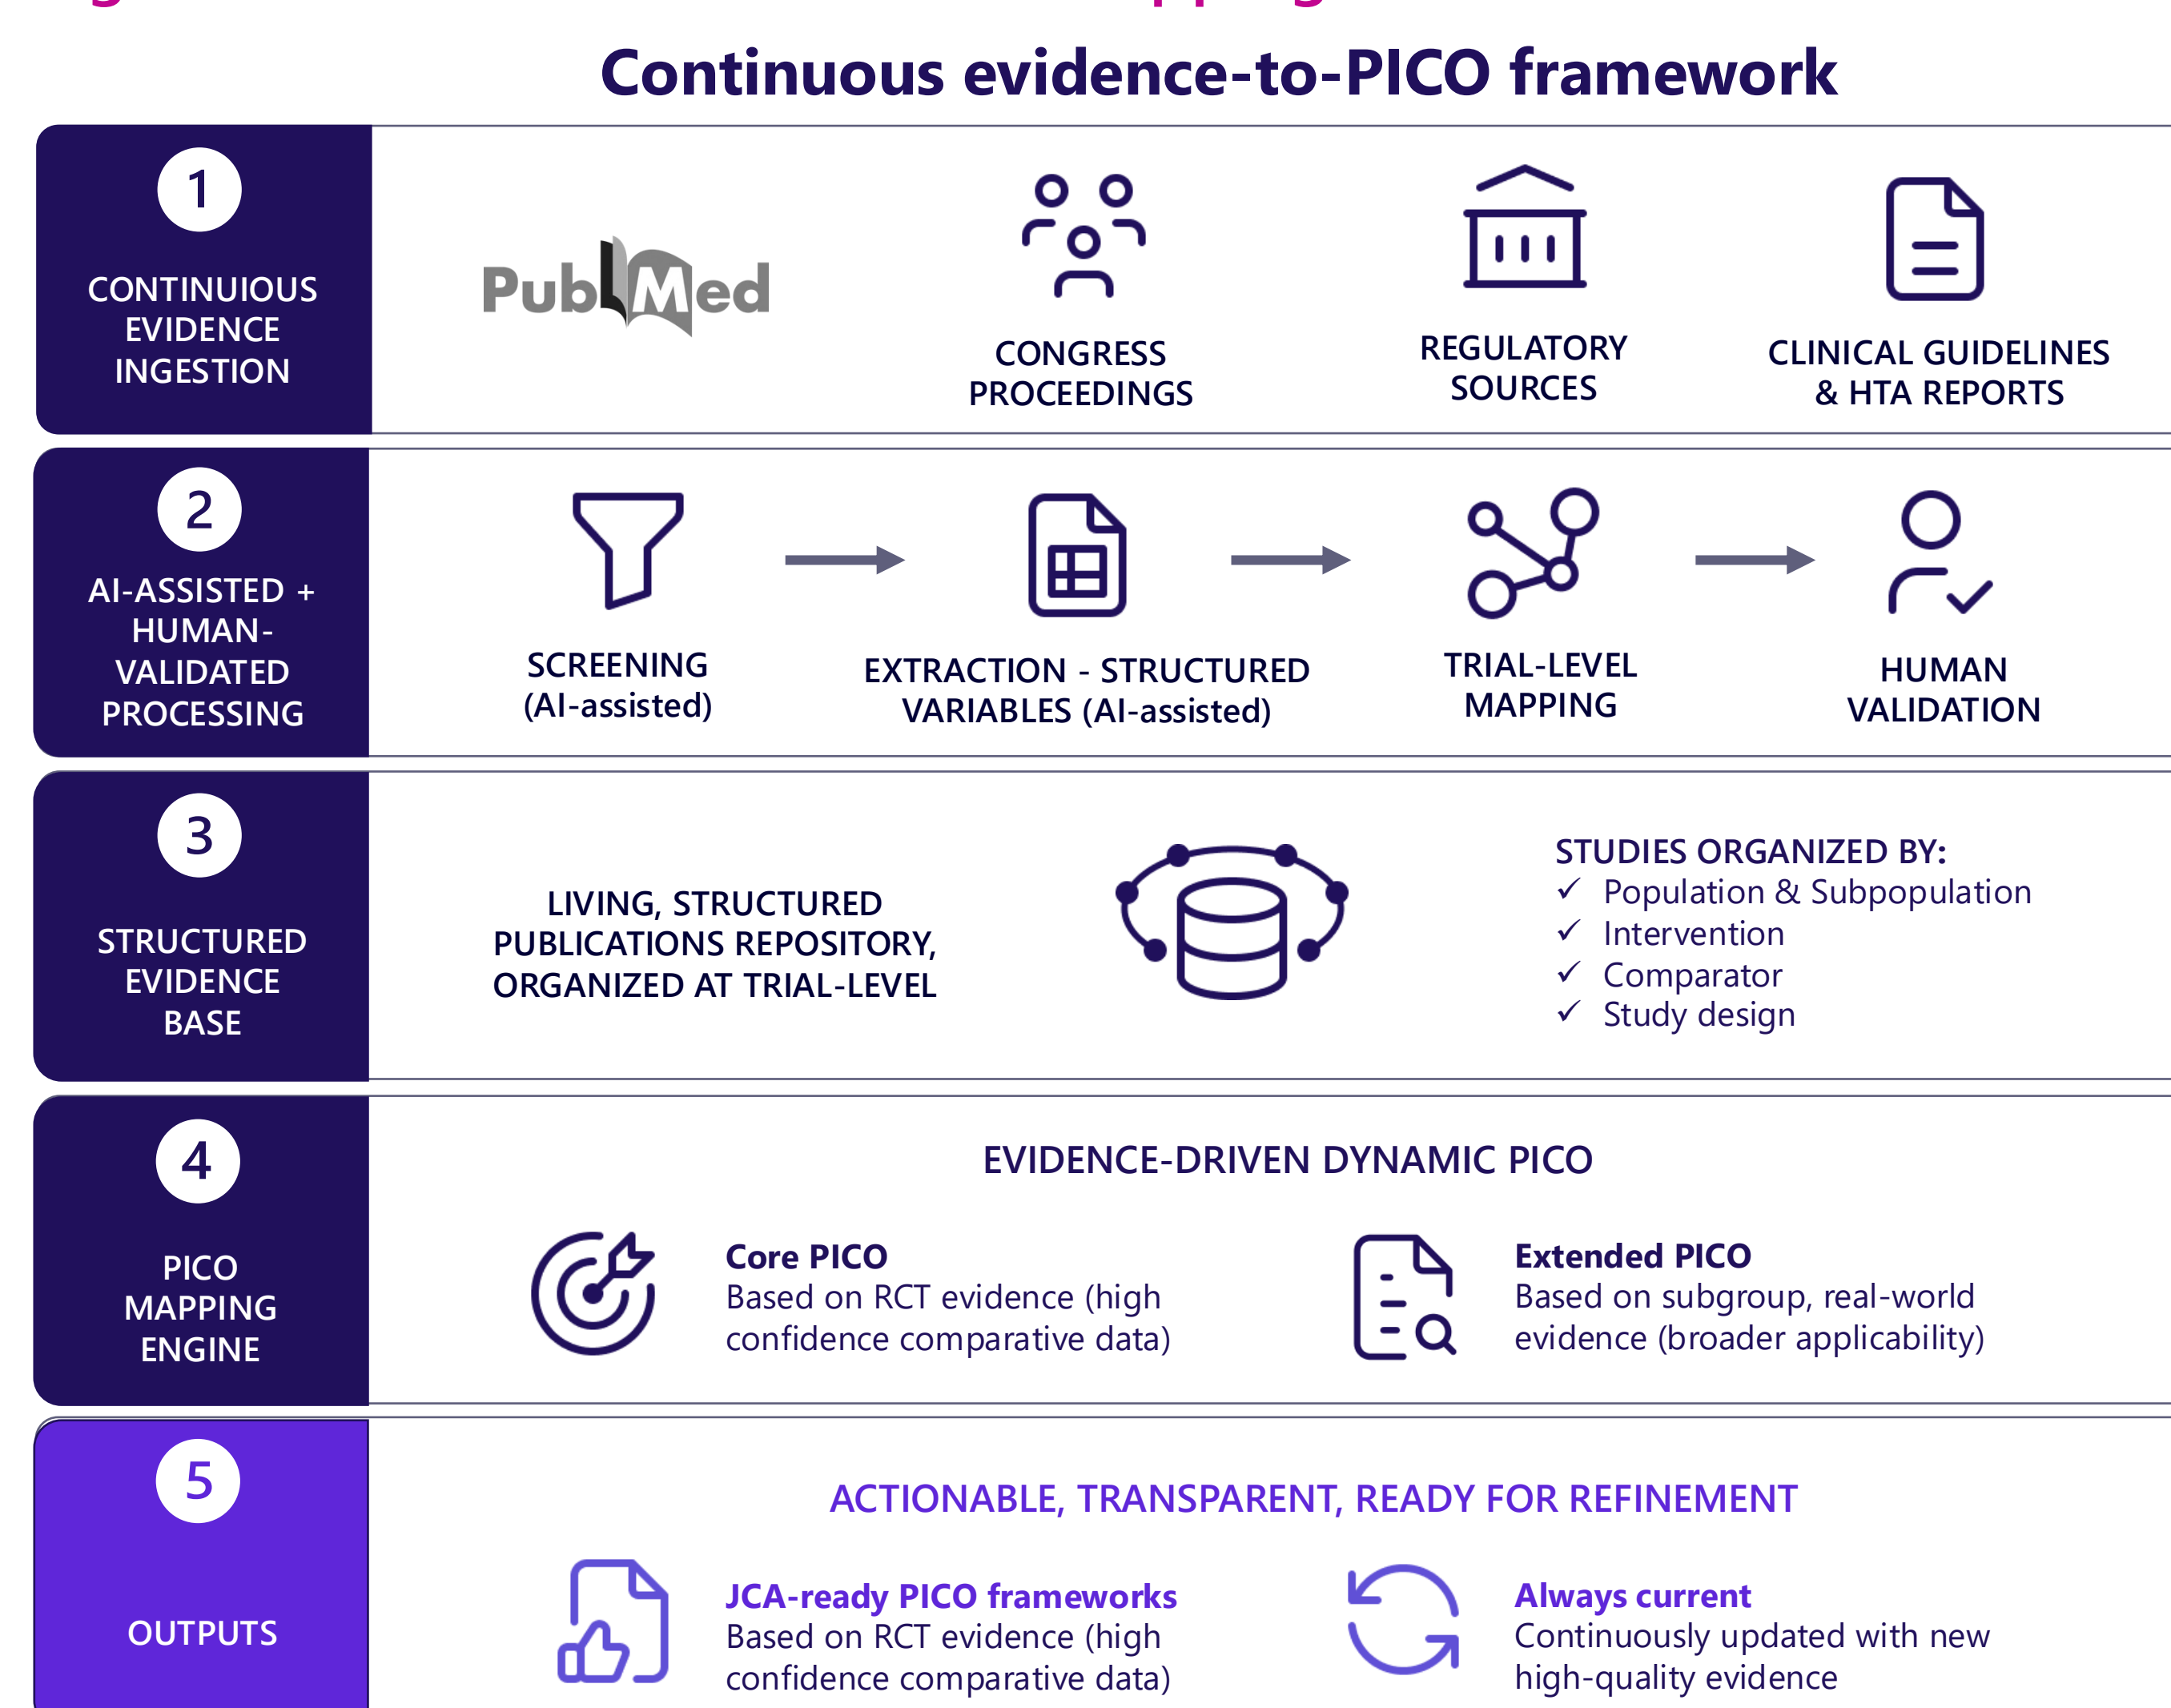 Continuous evidence-to-PICO framework
1
CONTINUIOUS
EVIDENCE
INGESTION
PubMed
CONGRESS
PROCEEDINGS
REGULATORY
SOURCES
CLINICAL GUIDELINES
& HTA REPORTS
2
AI-ASSISTED +
HUMAN-
VALIDATED
PROCESSING
SCREENING
(AI-assisted)
EXTRACTION - STRUCTURED
VARIABLES (AI-assisted)
TRIAL-LEVEL
MAPPING
HUMAN
VALIDATION
3
STRUCTURED
EVIDENCE
BASE
LIVING, STRUCTURED
PUBLICATIONS REPOSITORY,
ORGANIZED AT TRIAL-LEVEL
STUDIES ORGANIZED BY:
✓ Population & Subpopulation
✓ Intervention
✓ Comparator
✓ Study design
4
PICO
MAPPING
ENGINE
EVIDENCE-DRIVEN DYNAMIC PICO
Core PICO
Based on RCT evidence (high
confidence comparative data)
Extended PICO
Based on subgroup, real-world
evidence (broader applicability)
5
OUTPUTS
ACTIONABLE, TRANSPARENT, READY FOR REFINEMENT
JCA-ready PICO frameworks
Based on RCT evidence (high
confidence comparative data)
Always current
Continuously updated with new
high-quality evidence